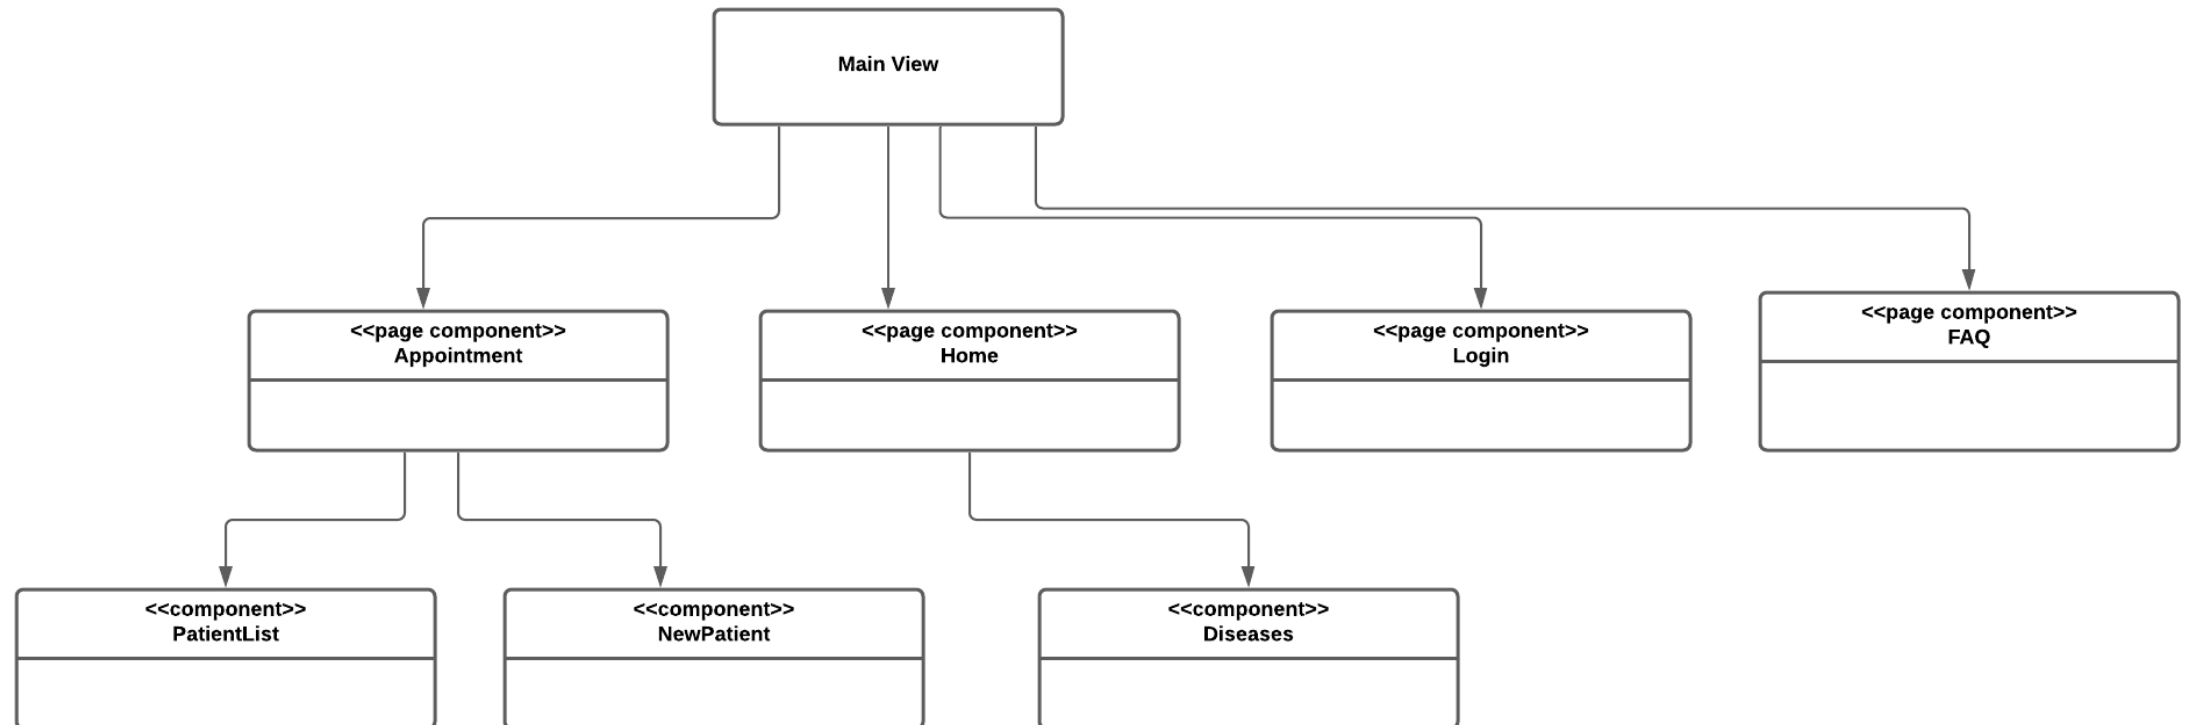 Main View
<<page component>>
Appointment
<<page component>>
Home
<<page component>>
Login
<<page component>>
FAQ
<<component>>
PatientList
<<component>>
NewPatient
<<component>>
Diseases